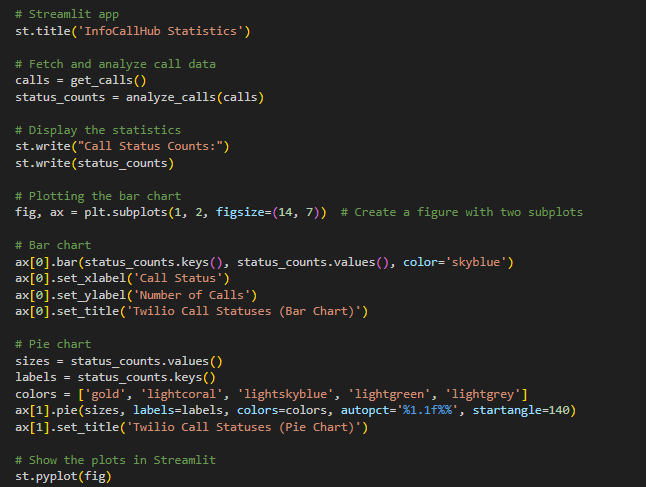 # Streamlit app
st.title('InfoCallHub Statistics')
# Fetch and analyze call data
calls = get_calls()
status_counts = analyze_calls(calls)
# Display the statistics
st.write("Call Status Counts:")
st.write(status_counts)
# Plotting the bar chart
fig, ax = plt.subplots(1, 2, figsize=(14, 7))  # Create a figure with two subplots
# Bar chart
ax[0].bar(status_counts.keys(), status_counts.values(), color='skyblue')
ax[0].set_xlabel('Call Status')
ax[0].set_ylabel('Number of Calls')
ax[0].set_title('Twilio Call Statuses (Bar Chart)')
# Pie chart
sizes = status_counts.values()
labels = status_counts.keys()
colors = ['gold', 'lightcoral', 'lightskyblue', 'lightgreen', 'lightgrey']
ax[1].pie(sizes, labels=labels, colors=colors, autopct='%1.1f%%', startangle=140)
ax[1].set_title('Twilio Call Statuses (Pie Chart)')
# Show the plots in Streamlit
st.pyplot(fig)